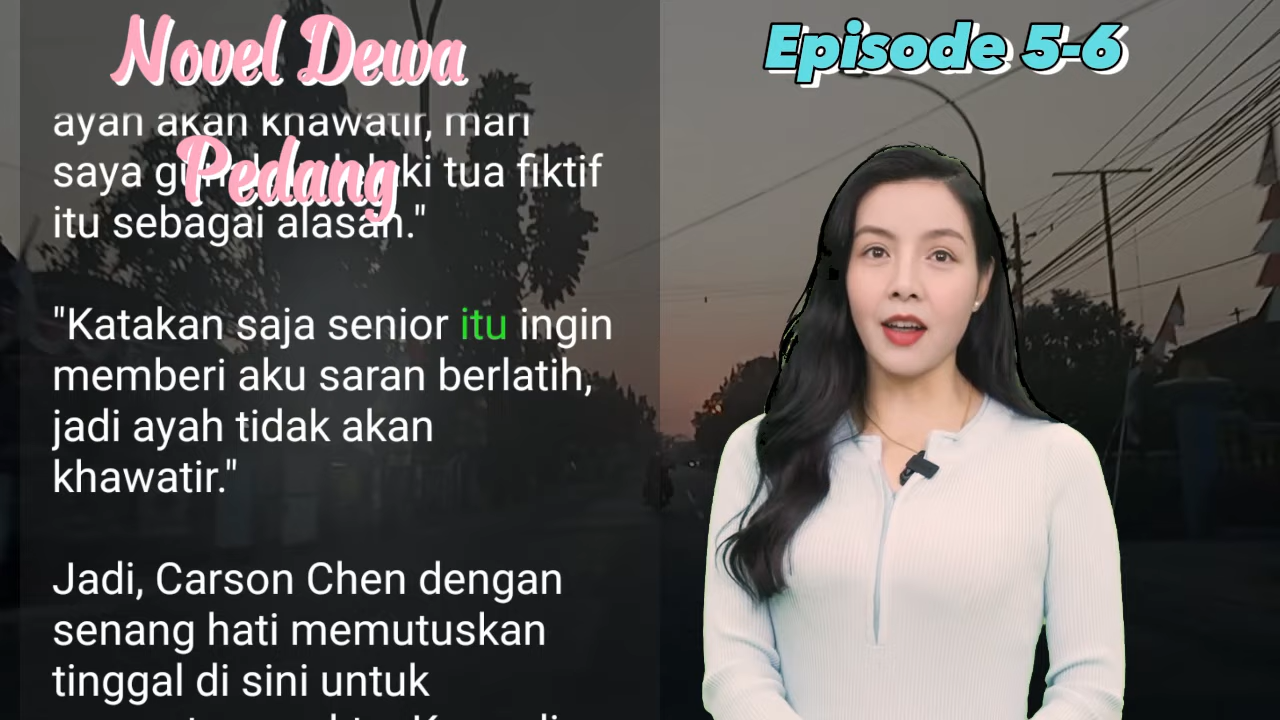 Novel Dewa
Pedang
Episode 5-6
ayah akan khawatir, mari
saya tua fiktif
itu sebagai alasan."
"Katakan saja senior itu ingin
memberi aku saran berlatih,
jadi ayah tidak akan
khawatir."
Jadi, Carson Chen dengan
senang hati memutuskan
tinggal di sini untuk